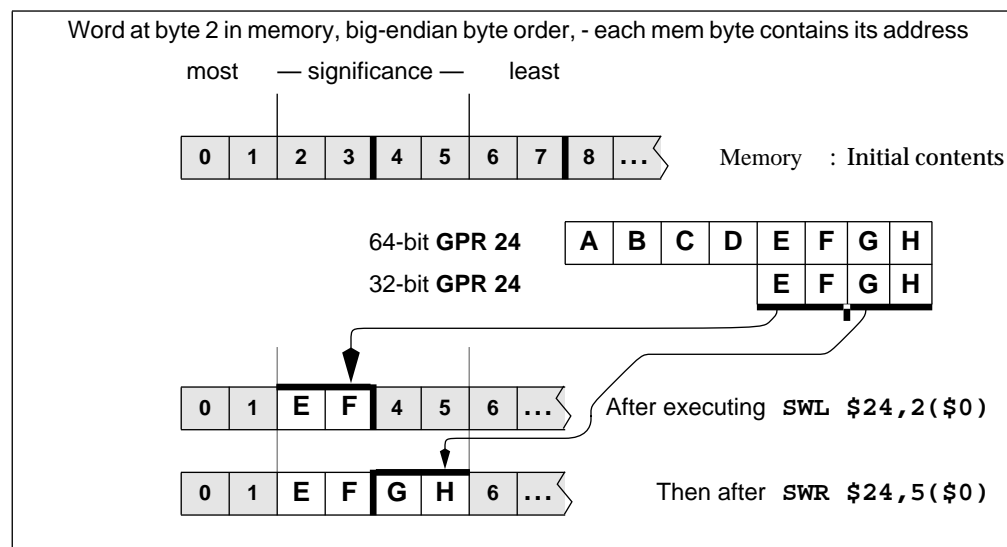 Word at byte 2 in memory, big-endian byte order, - each mem byte contains its address
most — significance — least
0 1 2 3 4 5 6 7 8 ... Memory : Initial contents
64-bit GPR 24 A B C D E F G H
32-bit GPR 24 E F G H
0 1 E F 4 5 6 ... After executing SWL $24,2($0)
0 1 E F G H 6 ... Then after SWR $24,5($0)